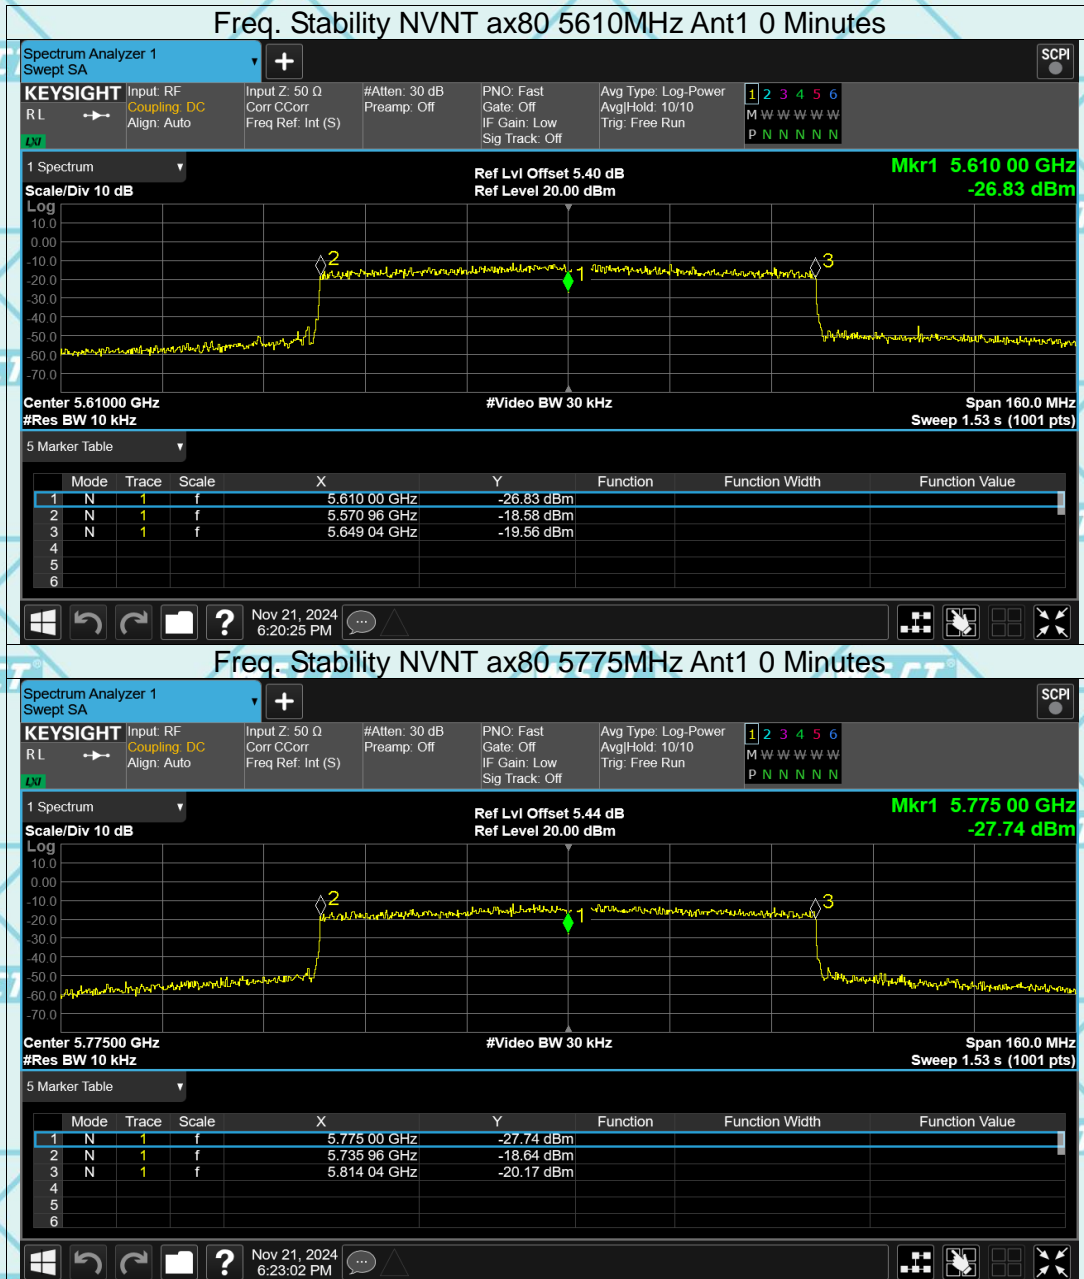 Freq. Stability NVNT ax80 5610MHz Ant1 0 Minutes
Spectrum Analyzer 1
Swept SA
+
SCPI
KEYSIGHT
RL
LXI
Input: RF
Coupling: DC
Align: Auto
Input Z: 50 Ω
Corr CCorr
Freq Ref: Int (S)
#Atten: 30 dB
Preamp: Off
PNO: Fast
Gate: Off
IF Gain: Low
Sig Track: Off
Avg Type: Log-Power
Avg|Hold: 10/10
Trig: Free Run
1 2 3 4 5 6
M W W W W W
P N N N N N
1 Spectrum
Scale/Div 10 dB
Ref Lvl Offset 5.40 dB
Ref Level 20.00 dBm
Mkr1 5.610 00 GHz
-26.83 dBm
Log
10.0
0.00
-10.0
-20.0
-30.0
-40.0
-50.0
-60.0
-70.0
2
1
3
Center 5.61000 GHz
#Video BW 30 kHz
Span 160.0 MHz
#Res BW 10 kHz
Sweep 1.53 s (1001 pts)
5 Marker Table
Mode Trace Scale X Y Function Function Width Function Value
1 N 1 f 5.610 00 GHz -26.83 dBm
2 N 1 f 5.570 96 GHz -18.58 dBm
3 N 1 f 5.649 04 GHz -19.56 dBm
4
5
6
? Nov 21, 2024
6:20:25 PM
Freq. Stability NVNT ax80 5775MHz Ant1 0 Minutes
Spectrum Analyzer 1
Swept SA
+
SCPI
KEYSIGHT
RL
LXI
Input: RF
Coupling: DC
Align: Auto
Input Z: 50 Ω
Corr CCorr
Freq Ref: Int (S)
#Atten: 30 dB
Preamp: Off
PNO: Fast
Gate: Off
IF Gain: Low
Sig Track: Off
Avg Type: Log-Power
Avg|Hold: 10/10
Trig: Free Run
1 2 3 4 5 6
M W W W W W
P N N N N N
1 Spectrum
Scale/Div 10 dB
Ref Lvl Offset 5.44 dB
Ref Level 20.00 dBm
Mkr1 5.775 00 GHz
-27.74 dBm
Log
10.0
0.00
-10.0
-20.0
-30.0
-40.0
-50.0
-60.0
-70.0
2
1
3
Center 5.77500 GHz
#Video BW 30 kHz
Span 160.0 MHz
#Res BW 10 kHz
Sweep 1.53 s (1001 pts)
5 Marker Table
Mode Trace Scale X Y Function Function Width Function Value
1 N 1 f 5.775 00 GHz -27.74 dBm
2 N 1 f 5.735 96 GHz -18.64 dBm
3 N 1 f 5.814 04 GHz -20.17 dBm
4
5
6
? Nov 21, 2024
6:23:02 PM